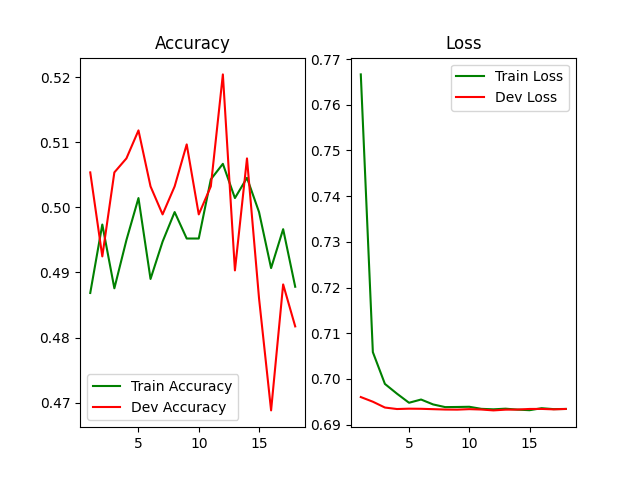 Accuracy
0.52
0.51
0.50
0.49
0.48
0.47
Train Accuracy
Dev Accuracy
5 10 15
Loss
0.77
0.76
0.75
0.74
0.73
0.72
0.71
0.70
0.69
Train Loss
Dev Loss
5 10 15